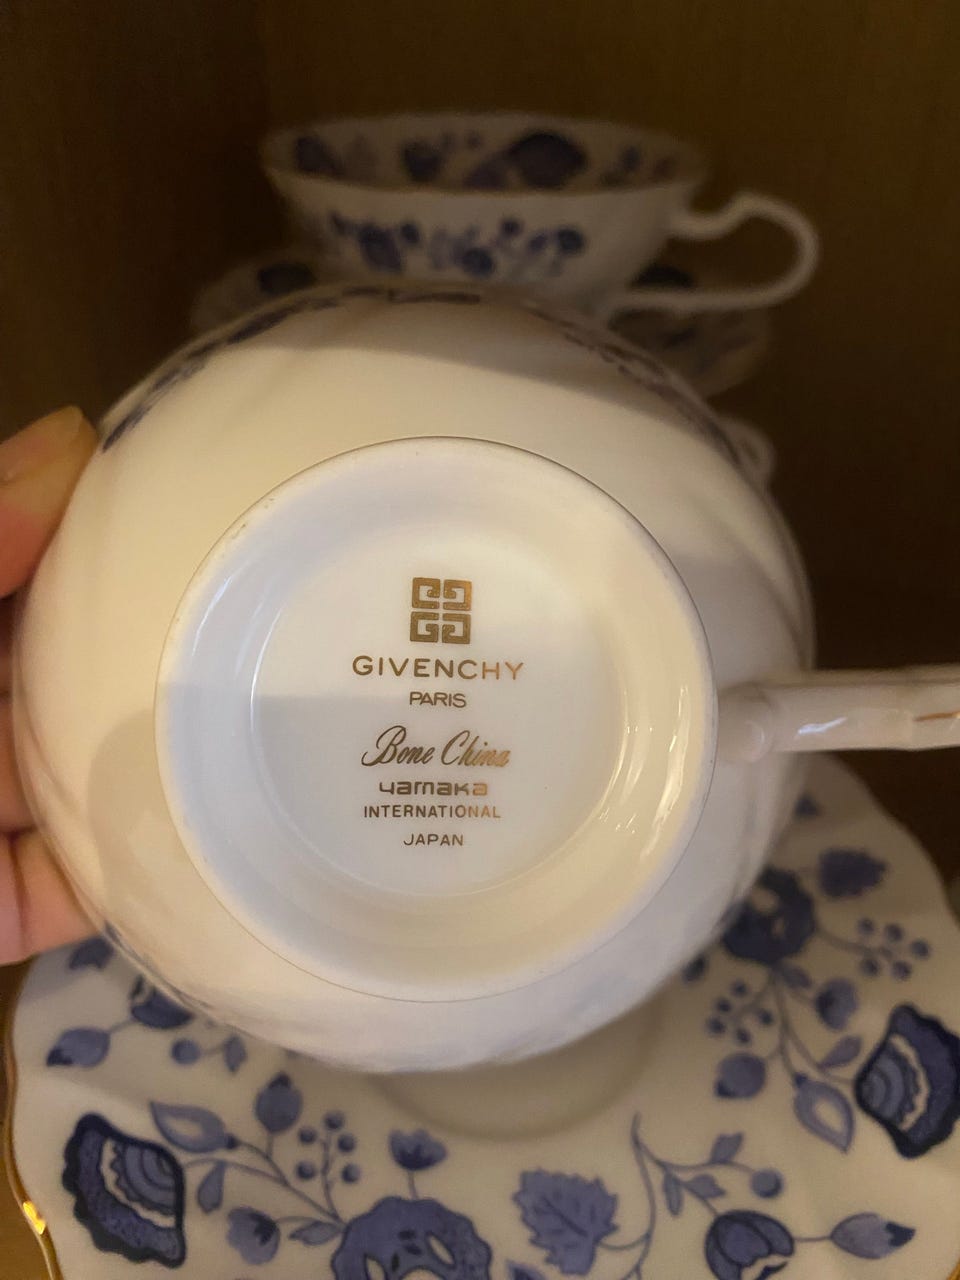 GIVENCHY
PARIS
Bone China
yamaka
INTERNATIONAL
JAPAN